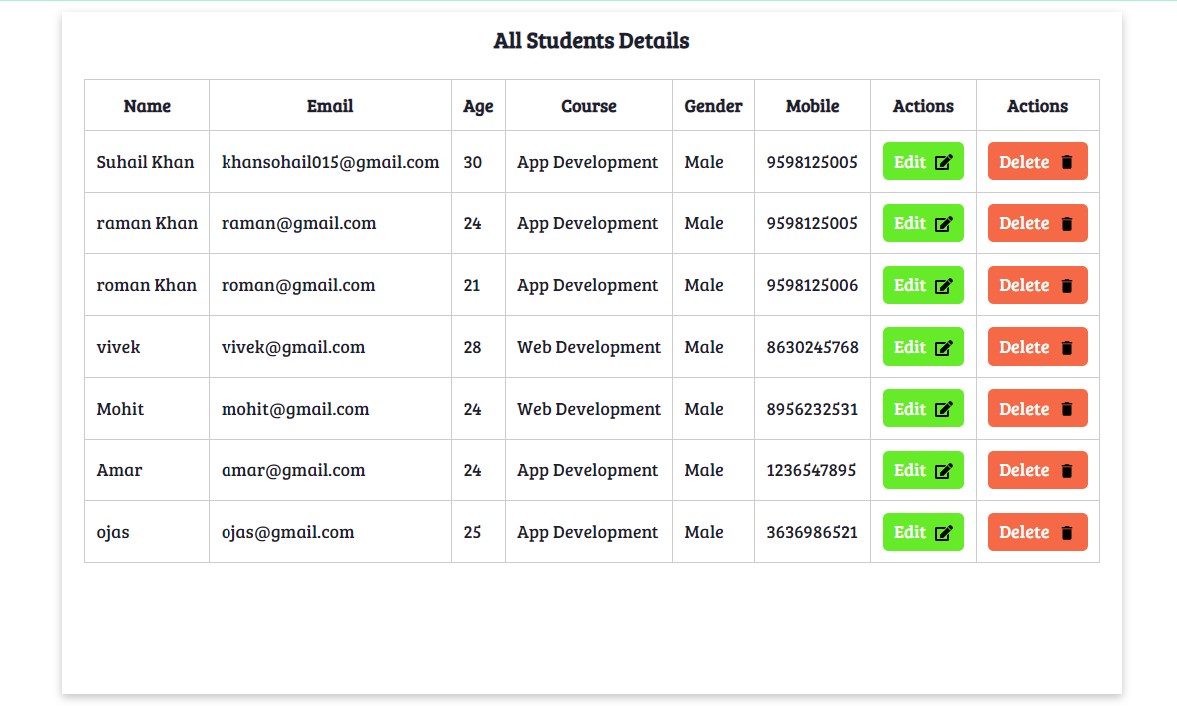 All Students Details
Name Email Age Course Gender Mobile Actions Actions
Suhail Khan khansohail015@gmail.com 30 App Development Male 9598125005 Edit Delete
raman Khan raman@gmail.com 24 App Development Male 9598125005 Edit Delete
roman Khan roman@gmail.com 21 App Development Male 9598125006 Edit Delete
vivek vivek@gmail.com 28 Web Development Male 8630245768 Edit Delete
Mohit mohit@gmail.com 24 Web Development Male 8956232531 Edit Delete
Amar amar@gmail.com 24 App Development Male 1236547895 Edit Delete
ojas ojas@gmail.com 25 App Development Male 3636986521 Edit Delete